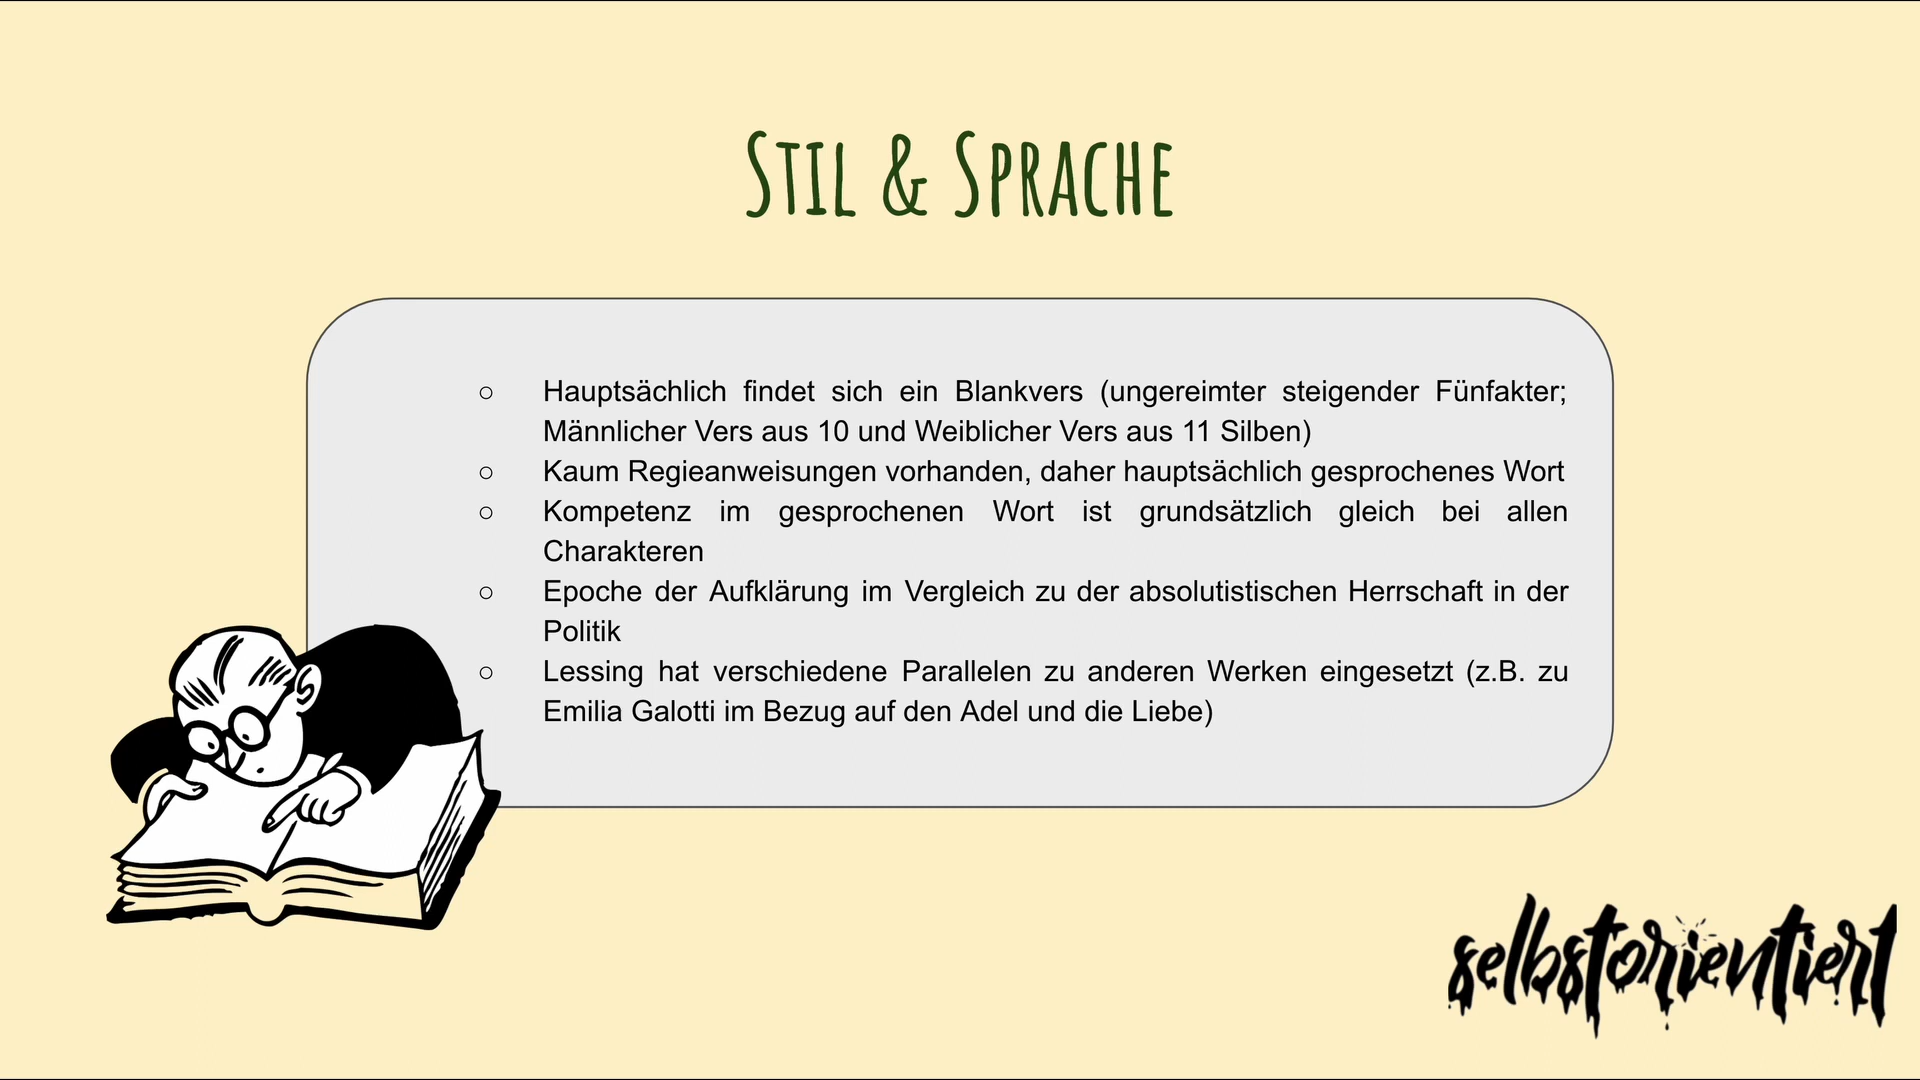 Stil & Sprache
○ Hauptsächlich findet sich ein Blankvers (ungereimter steigender Fünfakter;
Männlicher Vers aus 10 und Weiblicher Vers aus 11 Silben)
○ Kaum Regieanweisungen vorhanden, daher hauptsächlich gesprochenes Wort
○ Kompetenz im gesprochenen Wort ist grundsätzlich gleich bei allen
Charakteren
○ Epoche der Aufklärung im Vergleich zu der absolutistischen Herrschaft in der
Politik
○ Lessing hat verschiedene Parallelen zu anderen Werken eingesetzt (z.B. zu
Emilia Galotti im Bezug auf den Adel und die Liebe)
selbstorientiert